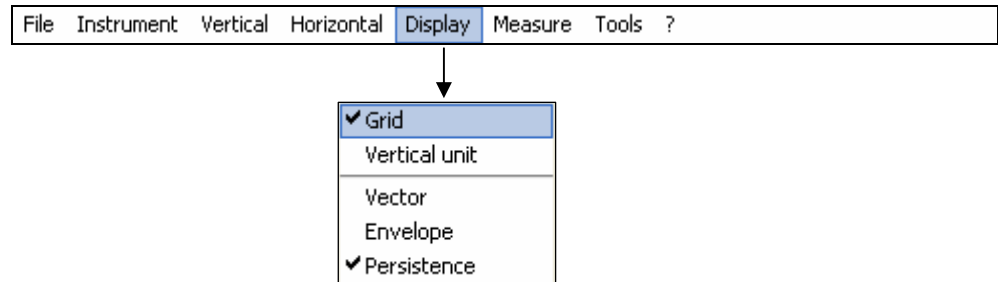 File Instrument Vertical Horizontal Display Measure Tools ?
Grid
Vertical unit
Vector
Envelope
Persistence